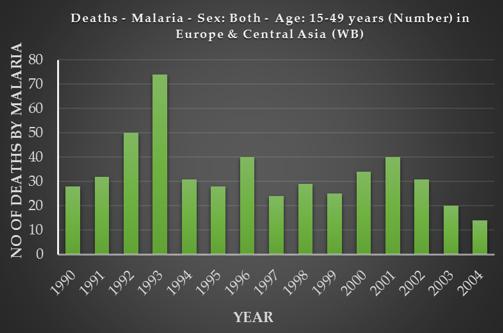 Deaths - Malaria - Sex: Both - Age: 15-49 years (Number) in
Europe & Central Asia (WB)
NO OF DEATHS BY MALARIA
80
70
60
50
40
30
20
10
0
1990 1991 1992 1993 1994 1995 1996 1997 1998 1999 2000 2001 2002 2003 2004
YEAR